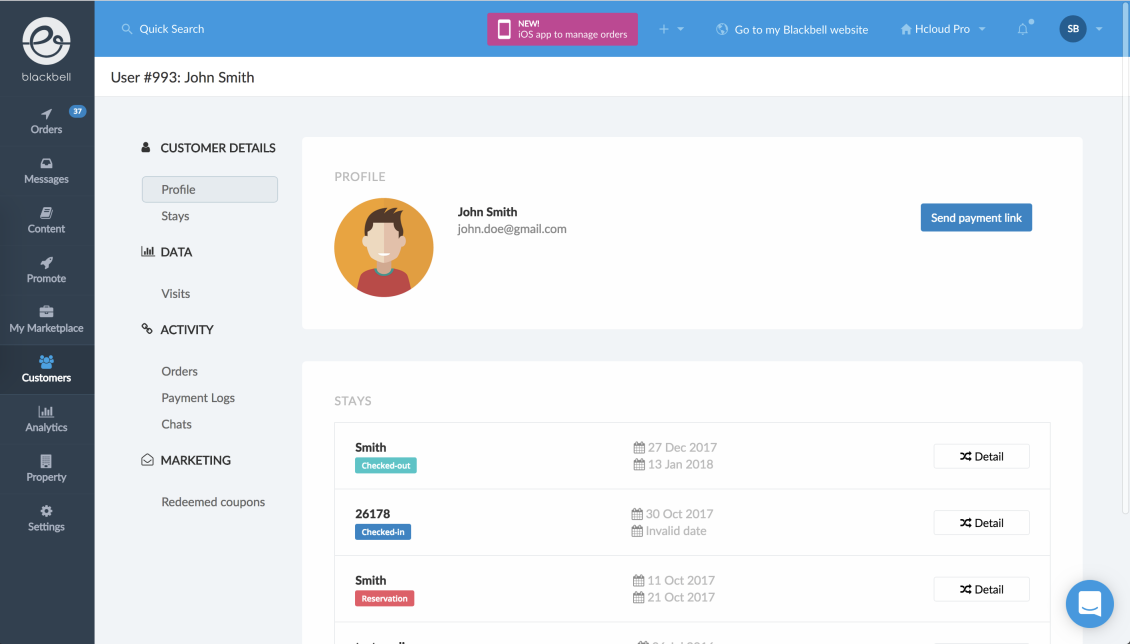 blackbell
Quick Search
NEW!
iOS app to manage orders
Go to my Blackbell website
Hcloud Pro
SB
User #993: John Smith
37
Orders
Messages
Content
Promote
My Marketplace
Customers
Analytics
Property
Settings
CUSTOMER DETAILS
Profile
Stays
DATA
Visits
ACTIVITY
Orders
Payment Logs
Chats
MARKETING
Redeemed coupons
PROFILE
John Smith
john.doe@gmail.com
Send payment link
STAYS
Smith
Checked-out
27 Dec 2017
13 Jan 2018
Detail
26178
Checked-in
30 Oct 2017
Invalid date
Detail
Smith
Reservation
11 Oct 2017
21 Oct 2017
Detail